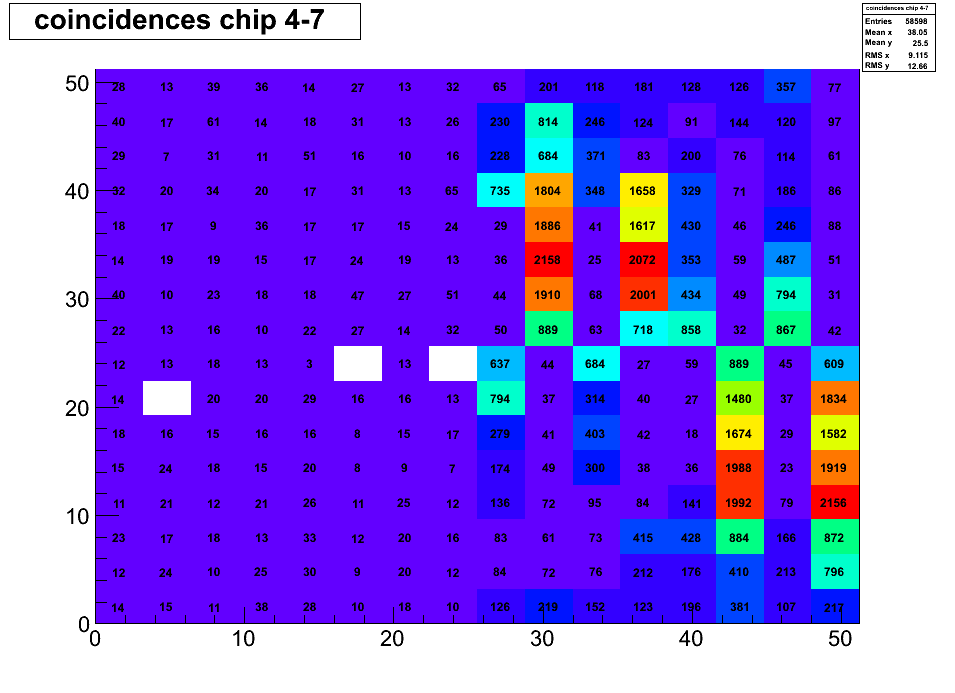 coincidences chip 4-7
coincidences chip 4-7
Entries 58598
Mean x 38.05
Mean y 25.5
RMS x 9.115
RMS y 12.66
50 28 13 39 36 14 27 13 32 65 201 118 181 128 126 357 77
40 17 61 14 18 31 13 26 230 814 246 124 91 144 120 97
29 7 31 11 51 16 10 16 228 684 371 83 200 76 114 61
40 32 20 34 20 17 31 13 65 735 1804 348 1658 329 71 186 86
18 17 9 36 17 17 15 24 29 1886 41 1617 430 46 246 88
14 19 19 15 17 24 19 13 36 2158 25 2072 353 59 487 51
30 40 10 23 18 18 47 27 51 44 1910 68 2001 434 49 794 31
22 13 16 10 22 27 14 32 50 889 63 718 858 32 867 42
12 13 18 13 3 13 637 44 684 27 59 889 45 609
20 14 20 20 29 16 16 13 794 37 314 40 27 1480 37 1834
18 16 15 16 16 8 15 17 279 41 403 42 18 1674 29 1582
15 24 18 15 20 8 9 7 174 49 300 38 36 1988 23 1919
10 11 21 12 21 26 11 25 12 136 72 95 84 141 1992 79 2156
23 17 18 13 33 12 20 16 83 61 73 415 428 884 166 872
12 24 10 25 30 9 20 12 84 72 76 212 176 410 213 796
0 14 15 11 38 28 10 18 10 126 219 152 123 196 381 107 217
0 10 20 30 40 50